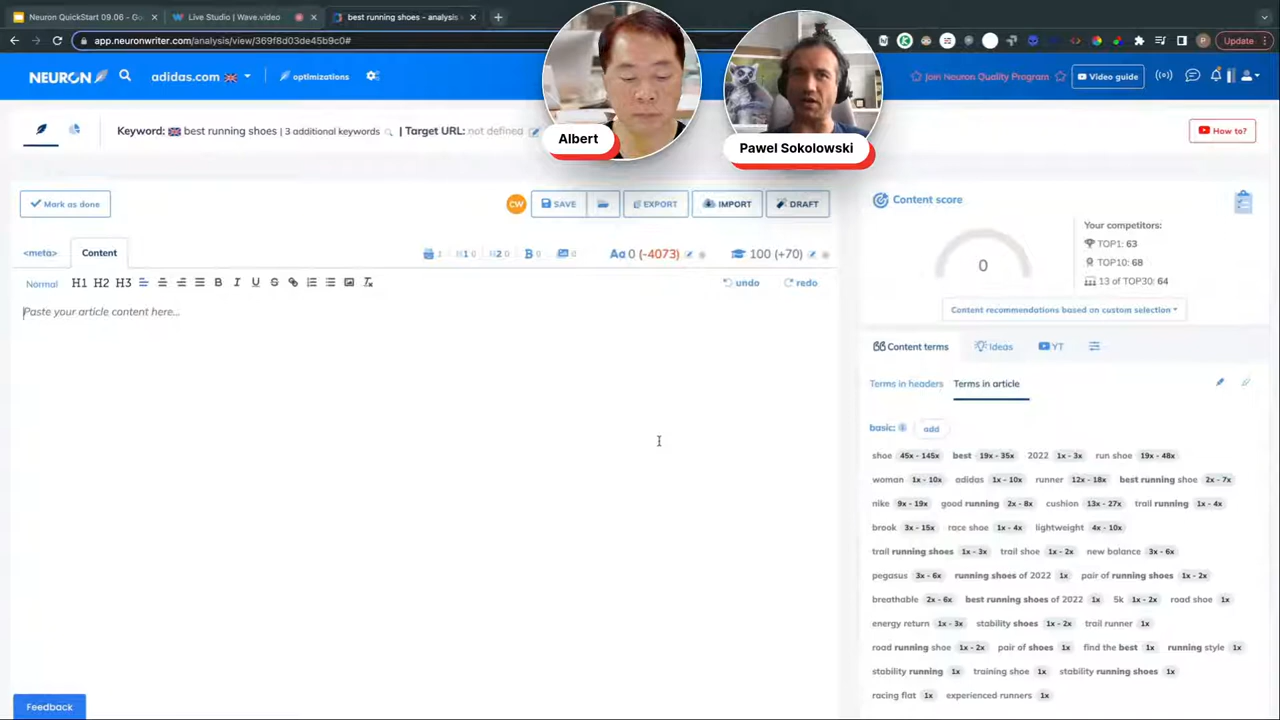 Neuron QuickStart 09.06 - Go
Live Studio | Wave.video
best running shoes - analysis
app.neuronwriter.com/analysis/view/369f8d03de45b9c0#
Update
NEURON
adidas.com
optimizations
Join Neuron Quality Program
Video guide
Keyword: best running shoes | 3 additional keywords | Target URL: not defined
How to?
Albert
Pawel Sokolowski
Mark as done
CW
SAVE
EXPORT
IMPORT
DRAFT
<meta>
Content
1
H1 0
H2 0
B 0
0
Aa 0 (-4073)
100 (+70)
Normal
H1 H2 H3
B I U S
undo
redo
Paste your article content here...
Content score
0
Your competitors:
TOP1: 63
TOP10: 68
13 of TOP30: 64
Content recommendations based on custom selection
Content terms
Ideas
YT
Terms in headers
Terms in article
basic:
add
shoe 45x - 145x best 19x - 35x 2022 1x - 3x run shoe 19x - 48x
woman 1x - 10x adidas 1x - 10x runner 12x - 18x best running shoe 2x - 7x
nike 9x - 19x good running 2x - 8x cushion 13x - 27x trail running 1x - 4x
brook 3x - 15x race shoe 1x - 4x lightweight 4x - 10x
trail running shoes 1x - 3x trail shoe 1x - 2x new balance 3x - 6x
pegasus 3x - 6x running shoes of 2022 1x pair of running shoes 1x - 2x
breathable 2x - 6x best running shoes of 2022 1x 5k 1x - 2x road shoe 1x
energy return 1x - 3x stability shoes 1x - 2x trail runner 1x
road running shoe 1x - 2x pair of shoes 1x find the best 1x running style 1x
stability running 1x training shoe 1x stability running shoes 1x
racing flat 1x experienced runners 1x
Feedback